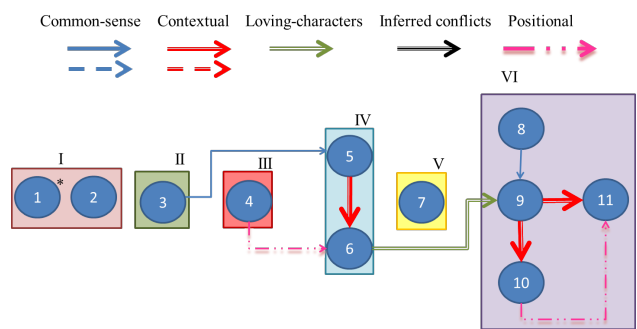 Common-sense Contextual Loving-characters Inferred conflicts Positional
VI
I II III IV V
1 * 2 3 4 5 6 7 8 9 10 11